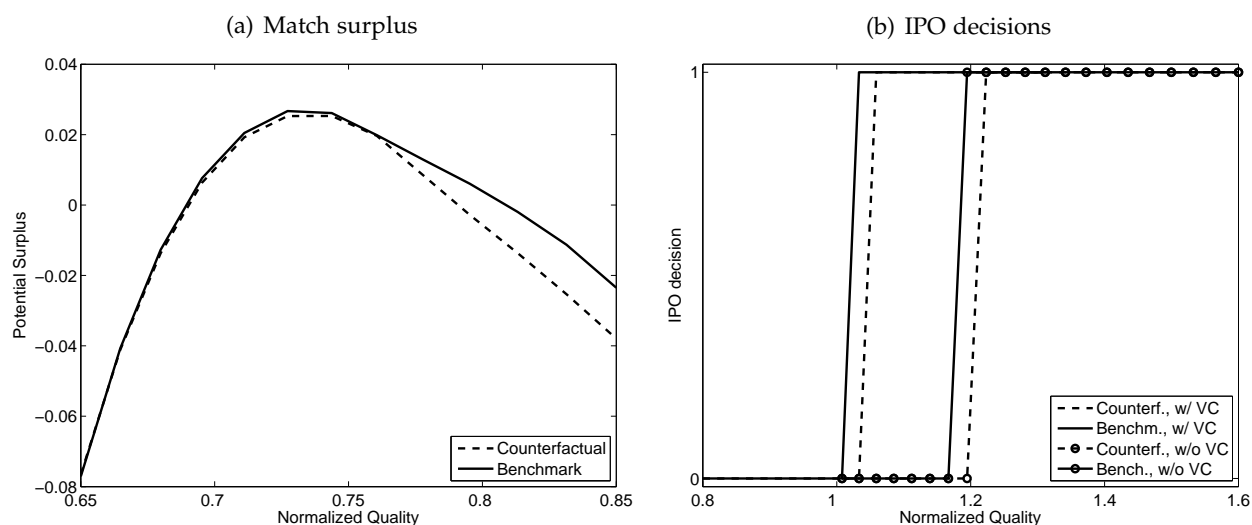 (a) Match surplus
0.04
0.02
0
−0.02
−0.04
−0.06
−0.08
Potential Surplus
0.65
0.7
0.75
0.8
0.85
Normalized Quality
Counterfactual
Benchmark
(b) IPO decisions
1
0
IPO decision
0.8
1
1.2
1.4
1.6
Normalized Quality
Counterf., w/ VC
Benchm., w/ VC
Counterf., w/o VC
Bench., w/o VC